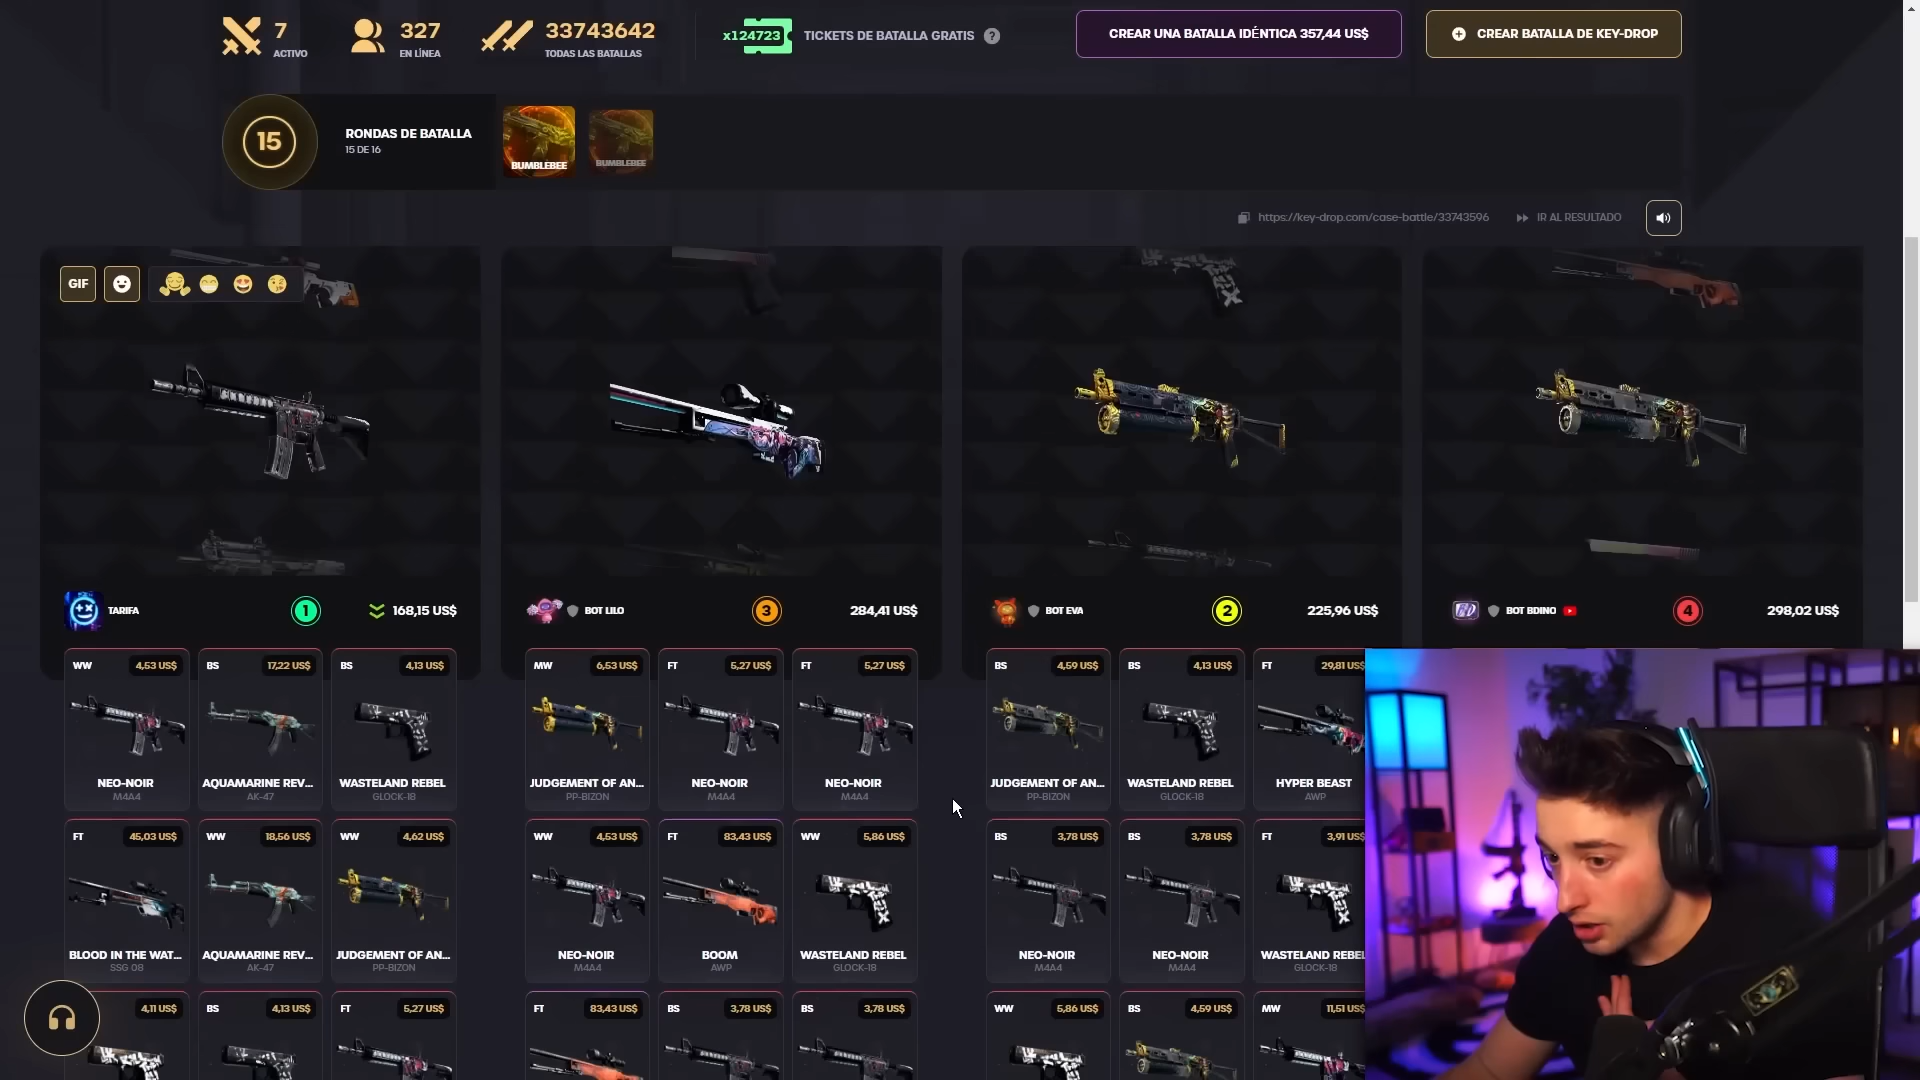 7
ACTIVO
327
EN LÍNEA
33743642
TODAS LAS BATALLAS
x124723
TICKETS DE BATALLA GRATIS ?
CREAR UNA BATALLA IDÉNTICA 357,44 US$
CREAR BATALLA DE KEY-DROP
15
RONDAS DE BATALLA
15 DE 16
BUMBLEBEE
BUMBLEBEE
https://key-drop.com/case-battle/33743596
IR AL RESULTADO
GIF
TARIFA
1
168,15 US$
BOT LILO
3
284,41 US$
BOT EVA
2
225,96 US$
BOT BDINO
4
298,02 US$
WW 4,53 US$
BS 17,22 US$
BS 4,13 US$
MW 6,53 US$
FT 5,27 US$
FT 5,27 US$
BS 4,59 US$
BS 4,13 US$
FT 29,81 US$
NEO-NOIR
M4A4
AQUAMARINE REV...
AK-47
WASTELAND REBEL
GLOCK-18
JUDGEMENT OF AN...
PP-BIZON
NEO-NOIR
M4A4
NEO-NOIR
M4A4
JUDGEMENT OF AN...
PP-BIZON
WASTELAND REBEL
GLOCK-18
HYPER BEAST
AWP
FT 45,03 US$
WW 18,56 US$
WW 4,62 US$
WW 4,53 US$
FT 83,43 US$
WW 5,86 US$
BS 3,78 US$
BS 3,78 US$
FT 3,91 US$
BLOOD IN THE WAT...
SSG 08
AQUAMARINE REV...
AK-47
JUDGEMENT OF AN...
PP-BIZON
NEO-NOIR
M4A4
BOOM
AWP
WASTELAND REBEL
GLOCK-18
NEO-NOIR
M4A4
NEO-NOIR
M4A4
WASTELAND REBEL
GLOCK-18
4,11 US$
BS 4,13 US$
FT 5,27 US$
FT 83,43 US$
BS 3,78 US$
BS 3,78 US$
WW 5,86 US$
BS 4,59 US$
MW 11,51 US$